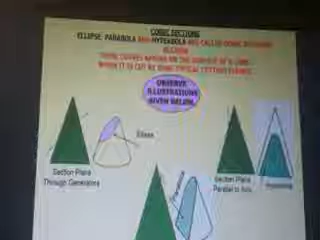 CONIC SECTIONS
ELLIPSE, PARABOLA AND HYPERBOLA ARE CALLED CONIC SECTIONS
BECAUSE
THESE CURVES APPEAR ON THE SURFACE OF A CONE
WHEN IT IS CUT BY SOME TYPICAL CUTTING PLANES.
OBSERVE
ILLUSTRATIONS
GIVEN BELOW..
Ellipse
Section Plane
Through Generators
Section Plane
Parallel to Axis.
Hyperbola
Parabola